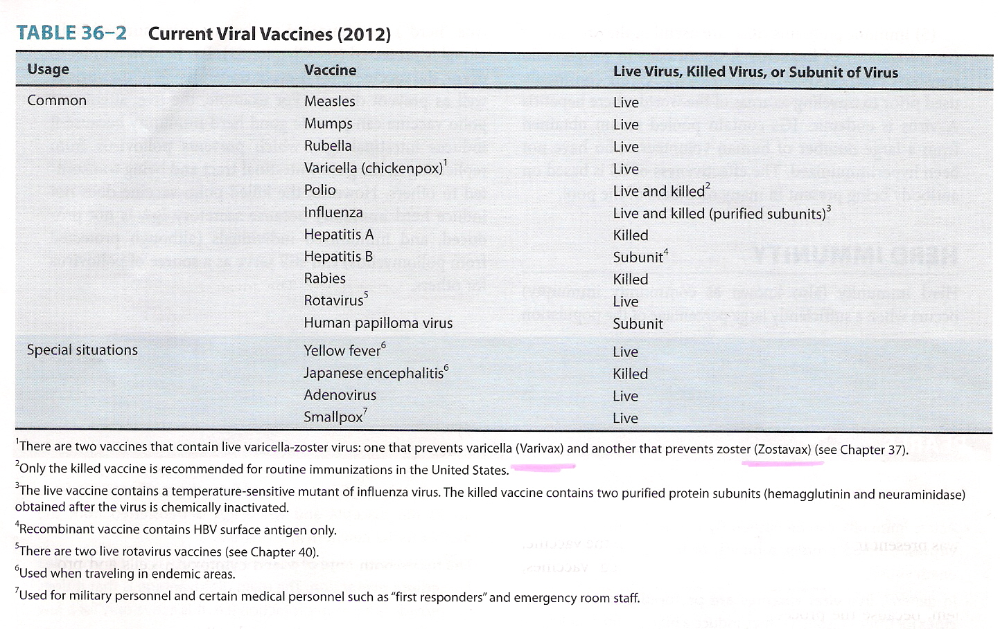 TABLE 36–2 Current Viral Vaccines (2012)
Usage Vaccine Live Virus, Killed Virus, or Subunit of Virus
Common Measles Live
Mumps Live
Rubella Live
Varicella (chickenpox)1 Live
Polio Live and killed2
Influenza Live and killed (purified subunits)3
Hepatitis A Killed
Hepatitis B Subunit4
Rabies Killed
Rotavirus5 Live
Human papilloma virus Subunit
Special situations Yellow fever6 Live
Japanese encephalitis6 Killed
Adenovirus Live
Smallpox7 Live
1There are two vaccines that contain live varicella-zoster virus: one that prevents varicella (Varivax) and another that prevents zoster (Zostavax) (see Chapter 37).
2Only the killed vaccine is recommended for routine immunizations in the United States.
3The live vaccine contains a temperature-sensitive mutant of influenza virus. The killed vaccine contains two purified protein subunits (hemagglutinin and neuraminidase)
obtained after the virus is chemically inactivated.
4Recombinant vaccine contains HBV surface antigen only.
5There are two live rotavirus vaccines (see Chapter 40).
6Used when traveling in endemic areas.
7Used for military personnel and certain medical personnel such as “first responders” and emergency room staff.